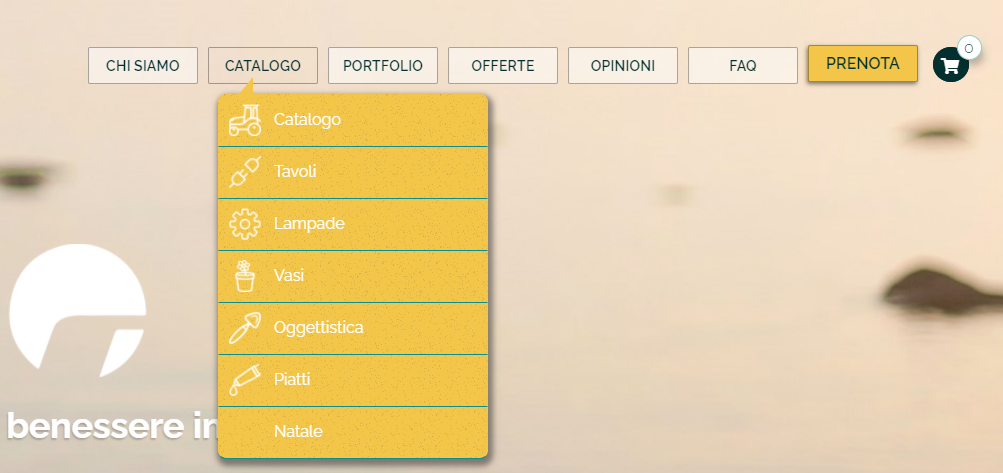 CHI SIAMO CATALOGO PORTFOLIO OFFERTE OPINIONI FAQ PRENOTA 0
Catalogo
Tavoli
Lampade
Vasi
Oggettistica
Piatti
benessere in
Natale